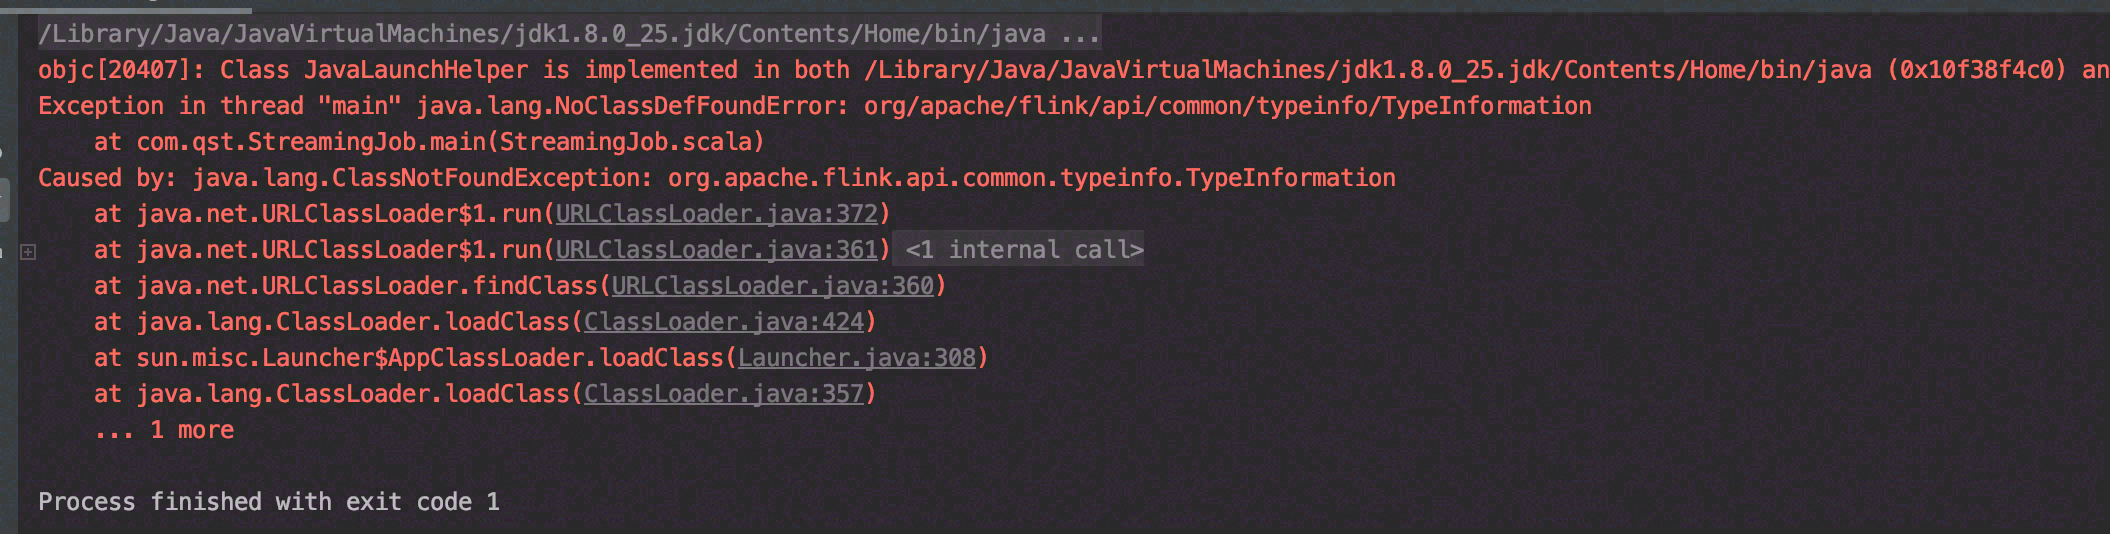 /Library/Java/JavaVirtualMachines/jdk1.8.0_25.jdk/Contents/Home/bin/java ...
objc[20407]: Class JavaLaunchHelper is implemented in both /Library/Java/JavaVirtualMachines/jdk1.8.0_25.jdk/Contents/Home/bin/java (0x10f38f4c0) an
Exception in thread "main" java.lang.NoClassDefFoundError: org/apache/flink/api/common/typeinfo/TypeInformation
    at com.qst.StreamingJob.main(StreamingJob.scala)
Caused by: java.lang.ClassNotFoundException: org.apache.flink.api.common.typeinfo.TypeInformation
    at java.net.URLClassLoader$1.run(URLClassLoader.java:372)
    at java.net.URLClassLoader$1.run(URLClassLoader.java:361) <1 internal call>
    at java.net.URLClassLoader.findClass(URLClassLoader.java:360)
    at java.lang.ClassLoader.loadClass(ClassLoader.java:424)
    at sun.misc.Launcher$AppClassLoader.loadClass(Launcher.java:308)
    at java.lang.ClassLoader.loadClass(ClassLoader.java:357)
    ... 1 more
Process finished with exit code 1